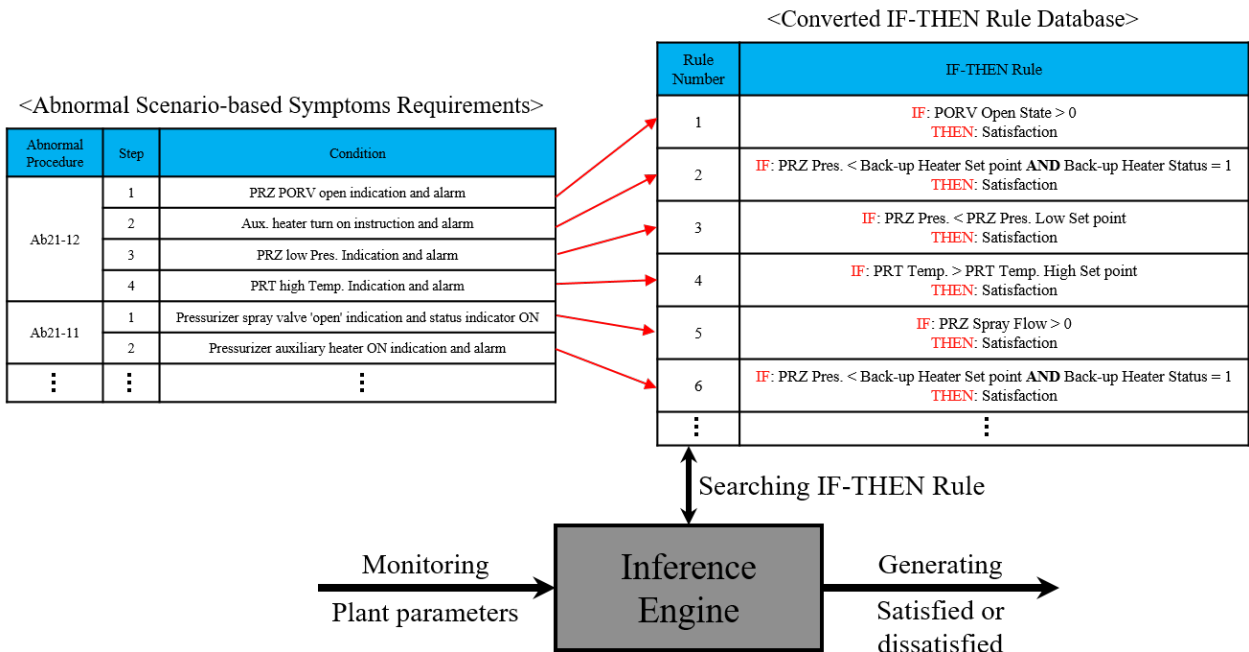 <Converted IF-THEN Rule Database>
Rule
Number
IF-THEN Rule
1
IF: PORV Open State > 0
THEN: Satisfaction
2
IF: PRZ Pres. < Back-up Heater Set point AND Back-up Heater Status = 1
THEN: Satisfaction
3
IF: PRZ Pres. < PRZ Pres. Low Set point
THEN: Satisfaction
4
IF: PRT Temp. > PRT Temp. High Set point
THEN: Satisfaction
5
IF: PRZ Spray Flow > 0
THEN: Satisfaction
6
IF: PRZ Pres. < Back-up Heater Set point AND Back-up Heater Status = 1
THEN: Satisfaction
<Abnormal Scenario-based Symptoms Requirements>
Abnormal
Procedure
Step
Condition
Ab21-12
1
PRZ PORV open indication and alarm
2
Aux. heater turn on instruction and alarm
3
PRZ low Pres. Indication and alarm
4
PRT high Temp. Indication and alarm
Ab21-11
1
Pressurizer spray valve 'open' indication and status indicator ON
2
Pressurizer auxiliary heater ON indication and alarm
Searching IF-THEN Rule
Monitoring
Plant parameters
Inference
Engine
Generating
Satisfied or
dissatisfied